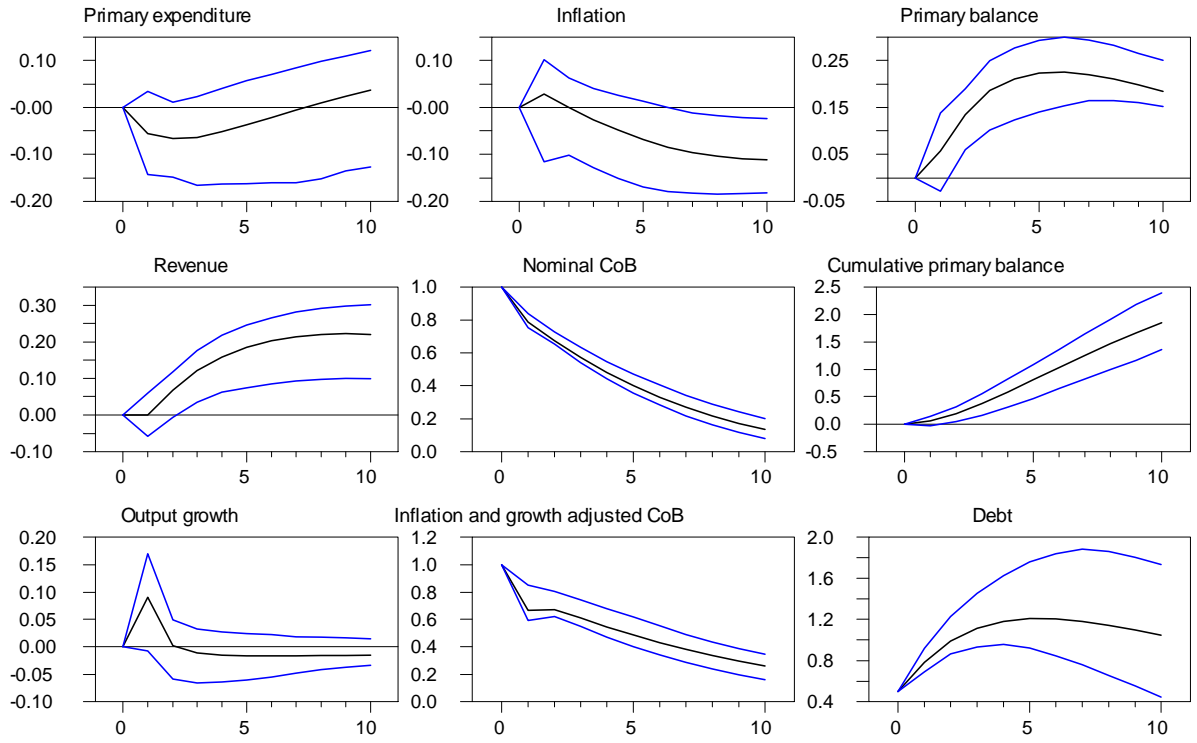 Primary expenditure
0.10
-0.00
-0.10
-0.20
0 5 10
Inflation
0.10
-0.00
-0.10
-0.20
0 5 10
Primary balance
0.25
0.15
0.05
-0.05
0 5 10
Revenue
0.30
0.20
0.10
0.00
-0.10
0 5 10
Nominal CoB
1.0
0.8
0.6
0.4
0.2
0.0
0 5 10
Cumulative primary balance
2.5
2.0
1.5
1.0
0.5
0.0
-0.5
0 5 10
Output growth
0.20
0.15
0.10
0.05
0.00
-0.05
-0.10
0 5 10
Inflation and growth adjusted CoB
1.2
1.0
0.8
0.6
0.4
0.2
0.0
0 5 10
Debt
2.0
1.6
1.2
0.8
0.4
0 5 10